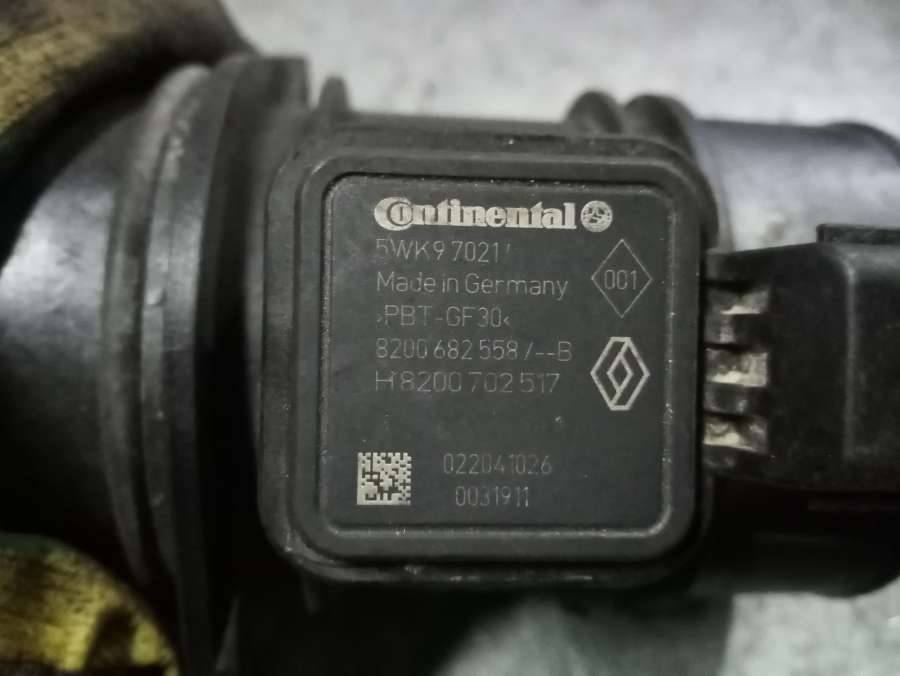 Continental
5WK9 7021
001
Made in Germany
>PBT-GF30<
8200 682 558 /--B
H 8200 702 517
022041026
0031911